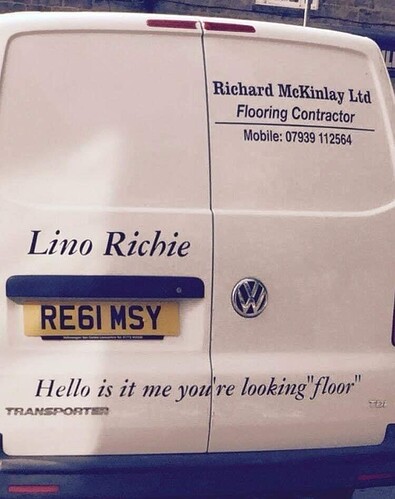 Richard McKinlay Ltd
Flooring Contractor
Mobile: 07939 112564
Lino Richie
RE61 MSY
Hello is it me you're looking"floor"
TRANSPORTER
TDI